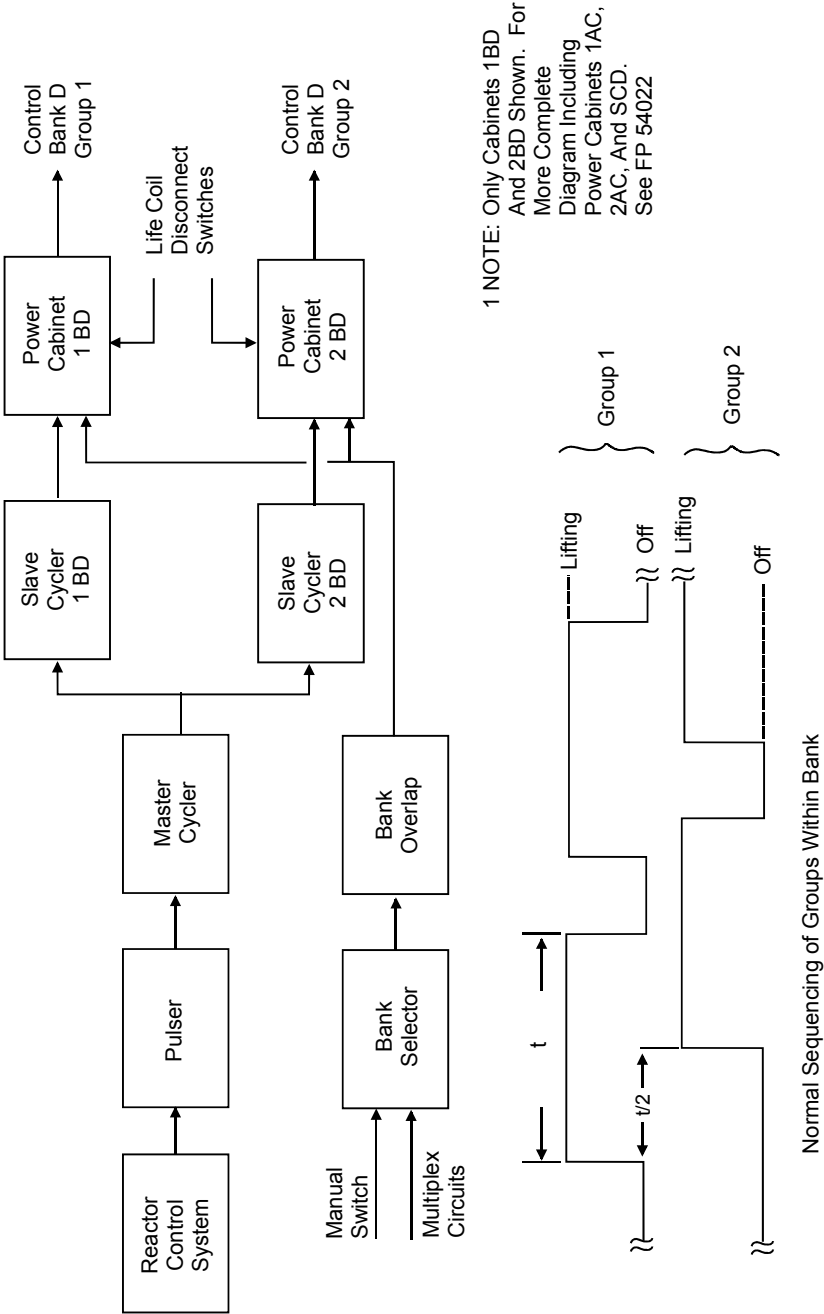 Reactor
Control
System
Pulser
Master
Cycler
Slave
Cycler
1 BD
Power
Cabinet
1 BD
Control
Bank D
Group 1
Life Coil
Disconnect
Switches
Slave
Cycler
2 BD
Power
Cabinet
2 BD
Control
Bank D
Group 2
Manual
Switch
Multiplex
Circuits
Bank
Selector
Bank
Overlap
1 NOTE: Only Cabinets 1BD
And 2BD Shown. For
More Complete
Diagram Including
Power Cabinets 1AC,
2AC, And SCD.
See FP 54022
t
t/2
Lifting
Off
Group 1
Lifting
Off
Group 2
Normal Sequencing of Groups Within Bank